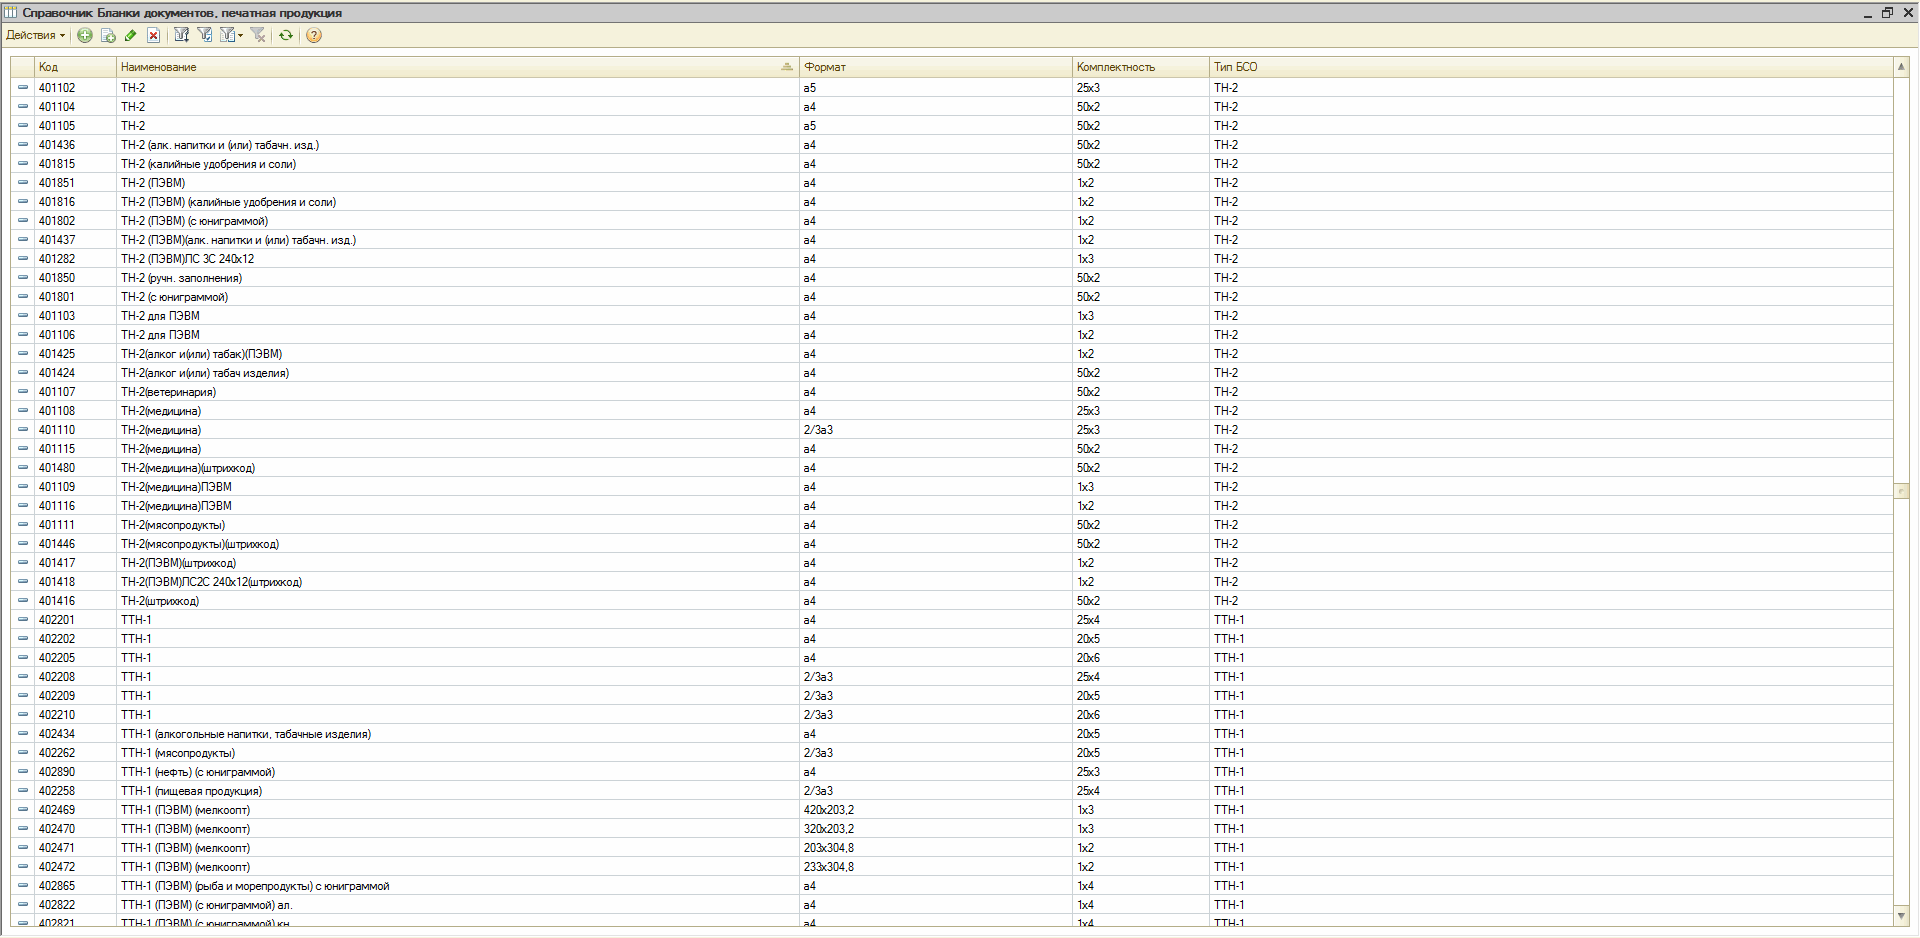 Справочник Бланки документов, печатная продукция
Действия
Код Наименование Формат Комплектность Тип БСО
401102 ТН-2 а5 25х3 ТН-2
401104 ТН-2 а4 50х2 ТН-2
401105 ТН-2 а5 50х2 ТН-2
401436 ТН-2 (алк. напитки и (или) табачн. изд.) а4 50х2 ТН-2
401815 ТН-2 (калийные удобрения и соли) а4 50х2 ТН-2
401851 ТН-2 (ПЭВМ) а4 1х2 ТН-2
401816 ТН-2 (ПЭВМ) (калийные удобрения и соли) а4 1х2 ТН-2
401802 ТН-2 (ПЭВМ) (с юниграммой) а4 1х2 ТН-2
401437 ТН-2 (ПЭВМ)(алк. напитки и (или) табачн. изд.) а4 1х2 ТН-2
401282 ТН-2 (ПЭВМ)ЛС 3С 240х12 а4 1х3 ТН-2
401850 ТН-2 (ручн. заполнения) а4 50х2 ТН-2
401801 ТН-2 (с юниграммой) а4 50х2 ТН-2
401103 ТН-2 для ПЭВМ а4 1х3 ТН-2
401106 ТН-2 для ПЭВМ а4 1х2 ТН-2
401425 ТН-2(алког и(или) табак)(ПЭВМ) а4 1х2 ТН-2
401424 ТН-2(алког и(или) табач изделия) а4 50х2 ТН-2
401107 ТН-2(ветеринария) а4 50х2 ТН-2
401108 ТН-2(медицина) а4 25х3 ТН-2
401110 ТН-2(медицина) 2/3а3 25х3 ТН-2
401115 ТН-2(медицина) а4 50х2 ТН-2
401480 ТН-2(медицина)(штрихкод) а4 50х2 ТН-2
401109 ТН-2(медицина)ПЭВМ а4 1х3 ТН-2
401116 ТН-2(медицина)ПЭВМ а4 1х2 ТН-2
401111 ТН-2(мясопродукты) а4 50х2 ТН-2
401446 ТН-2(мясопродукты)(штрихкод) а4 50х2 ТН-2
401417 ТН-2(ПЭВМ)(штрихкод) а4 1х2 ТН-2
401418 ТН-2(ПЭВМ)ЛС2С 240х12(штрихкод) а4 1х2 ТН-2
401416 ТН-2(штрихкод) а4 50х2 ТН-2
402201 ТТН-1 а4 25х4 ТТН-1
402202 ТТН-1 а4 20х5 ТТН-1
402205 ТТН-1 а4 20х6 ТТН-1
402208 ТТН-1 2/3а3 25х4 ТТН-1
402209 ТТН-1 2/3а3 20х5 ТТН-1
402210 ТТН-1 2/3а3 20х6 ТТН-1
402434 ТТН-1 (алкогольные напитки, табачные изделия) а4 20х5 ТТН-1
402262 ТТН-1 (мясопродукты) 2/3а3 20х5 ТТН-1
402890 ТТН-1 (нефть) (с юниграммой) а4 25х3 ТТН-1
402258 ТТН-1 (пищевая продукция) 2/3а3 25х4 ТТН-1
402469 ТТН-1 (ПЭВМ) (мелкоопт) 420х203,2 1х3 ТТН-1
402470 ТТН-1 (ПЭВМ) (мелкоопт) 320х203,2 1х3 ТТН-1
402471 ТТН-1 (ПЭВМ) (мелкоопт) 203х304,8 1х2 ТТН-1
402472 ТТН-1 (ПЭВМ) (мелкоопт) 233х304,8 1х2 ТТН-1
402865 ТТН-1 (ПЭВМ) (рыба и морепродукты) с юниграммой а4 1х4 ТТН-1
402822 ТТН-1 (ПЭВМ) (с юниграммой) ал. а4 1х4 ТТН-1
402821 ТТН-1 (ПЭВМ) (с юниграммой) кн. а4 1х4 ТТН-1